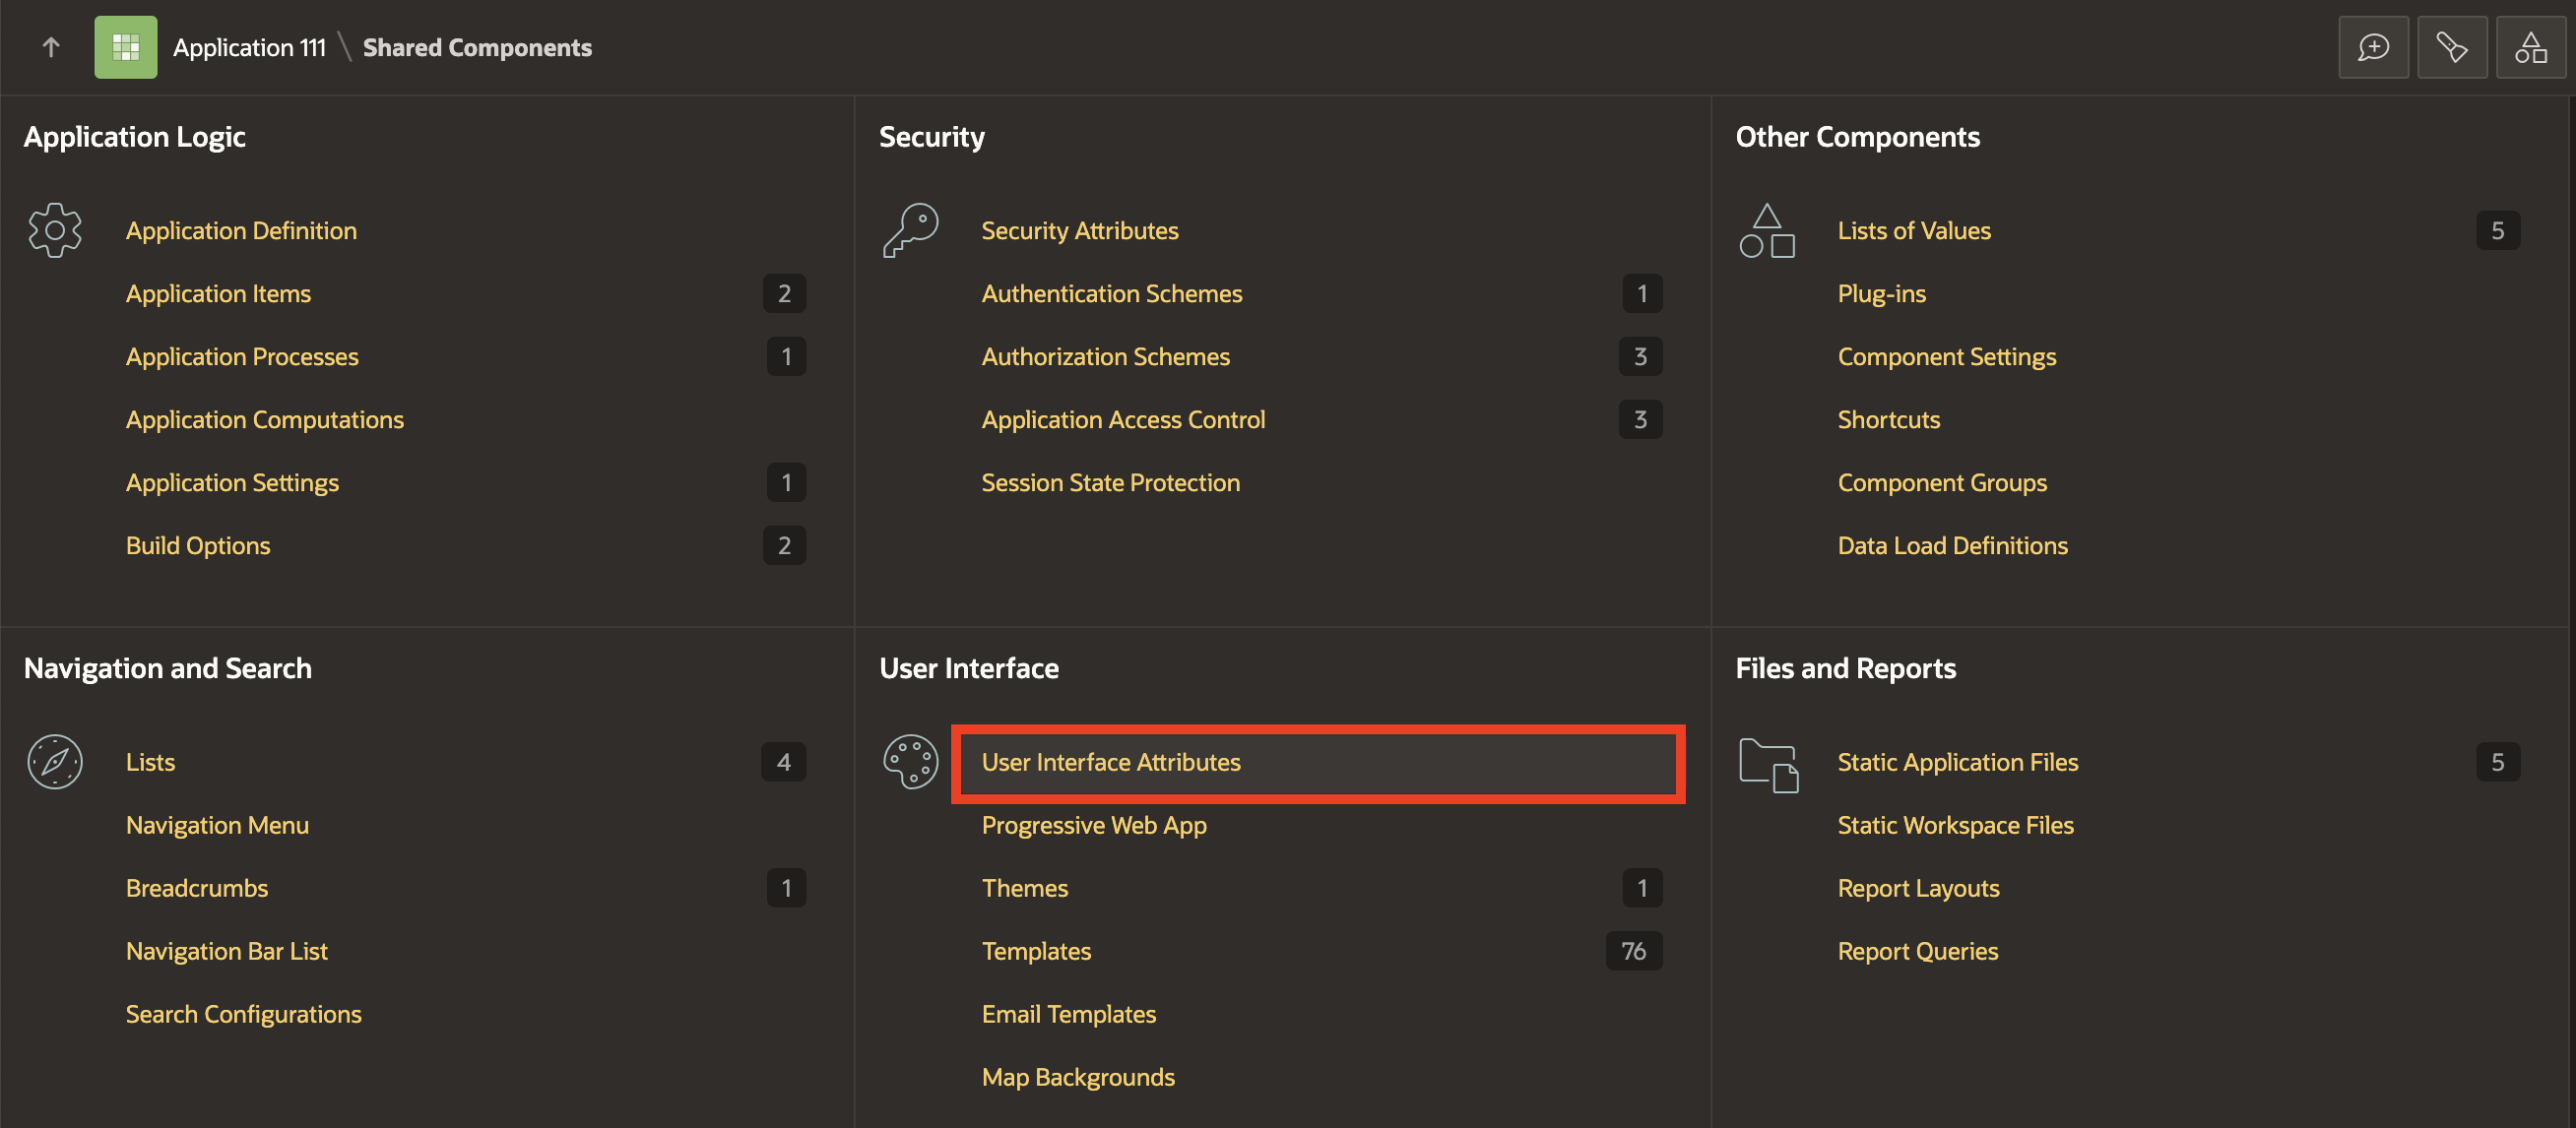 Application 111 \ Shared Components
Application Logic
Application Definition
Application Items 2
Application Processes 1
Application Computations
Application Settings 1
Build Options 2
Security
Security Attributes
Authentication Schemes 1
Authorization Schemes 3
Application Access Control 3
Session State Protection
Other Components
Lists of Values 5
Plug-ins
Component Settings
Shortcuts
Component Groups
Data Load Definitions
Navigation and Search
Lists 4
Navigation Menu
Breadcrumbs 1
Navigation Bar List
Search Configurations
User Interface
User Interface Attributes
Progressive Web App
Themes 1
Templates 76
Email Templates
Map Backgrounds
Files and Reports
Static Application Files 5
Static Workspace Files
Report Layouts
Report Queries